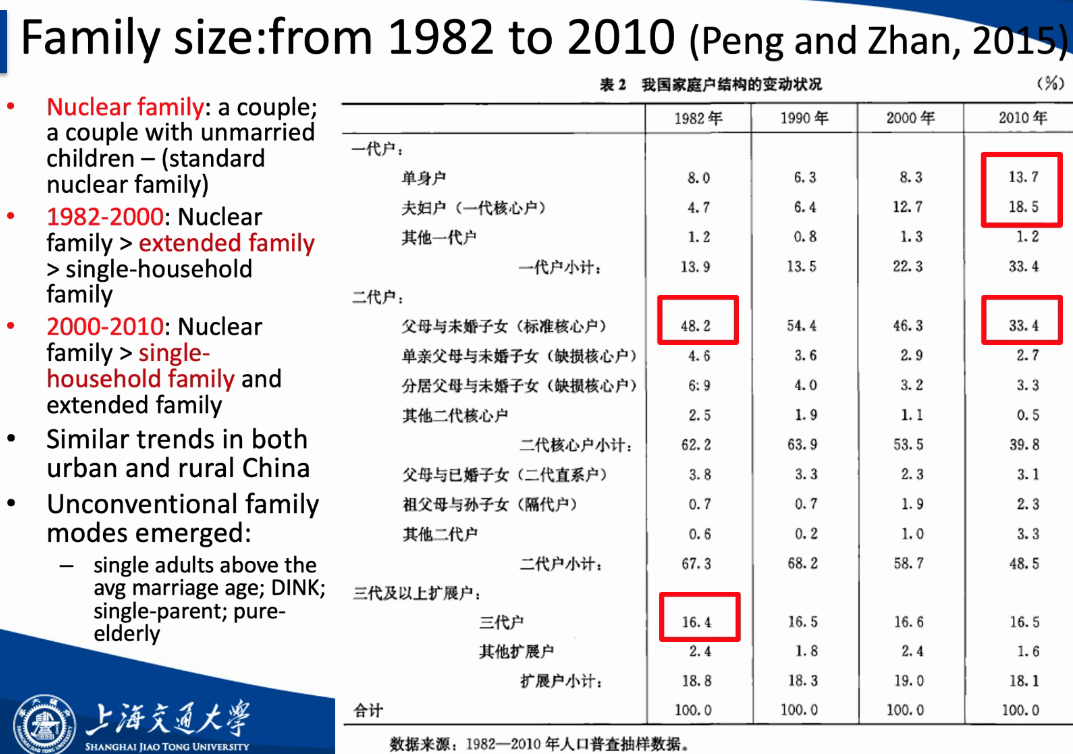 Family size:from 1982 to 2010 (Peng and Zhan, 2015)
• Nuclear family: a couple;
a couple with unmarried
children – (standard
nuclear family)
• 1982-2000: Nuclear
family > extended family
> single-household
family
• 2000-2010: Nuclear
family > single-
household family and
extended family
• Similar trends in both
urban and rural China
• Unconventional family
modes emerged:
– single adults above the
avg marriage age; DINK;
single-parent; pure-
elderly
表 2 我国家庭户结构的变动状况 (%)
1982 年 1990 年 2000 年 2010 年
一代户:
单身户 8.0 6.3 8.3 13.7
夫妇户(一代核心户) 4.7 6.4 12.7 18.5
其他一代户 1.2 0.8 1.3 1.2
一代户小计: 13.9 13.5 22.3 33.4
二代户:
父母与未婚子女(标准核心户) 48.2 54.4 46.3 33.4
单亲父母与未婚子女(缺损核心户) 4.6 3.6 2.9 2.7
分居父母与未婚子女(缺损核心户) 6:9 4.0 3.2 3.3
其他二代核心户 2.5 1.9 1.1 0.5
二代核心户小计: 62.2 63.9 53.5 39.8
父母与已婚子女(二代直系户) 3.8 3.3 2.3 3.1
祖父母与孙子女(隔代户) 0.7 0.7 1.9 2.3
其他二代户 0.6 0.2 1.0 3.3
二代户小计: 67.3 68.2 58.7 48.5
三代及以上扩展户:
三代户 16.4 16.5 16.6 16.5
其他扩展户 2.4 1.8 2.4 1.6
扩展户小计: 18.8 18.3 19.0 18.1
合计 100.0 100.0 100.0 100.0
数据来源:1982—2010 年人口普查抽样数据。
上海交通大學
SHANGHAI JIAO TONG UNIVERSITY